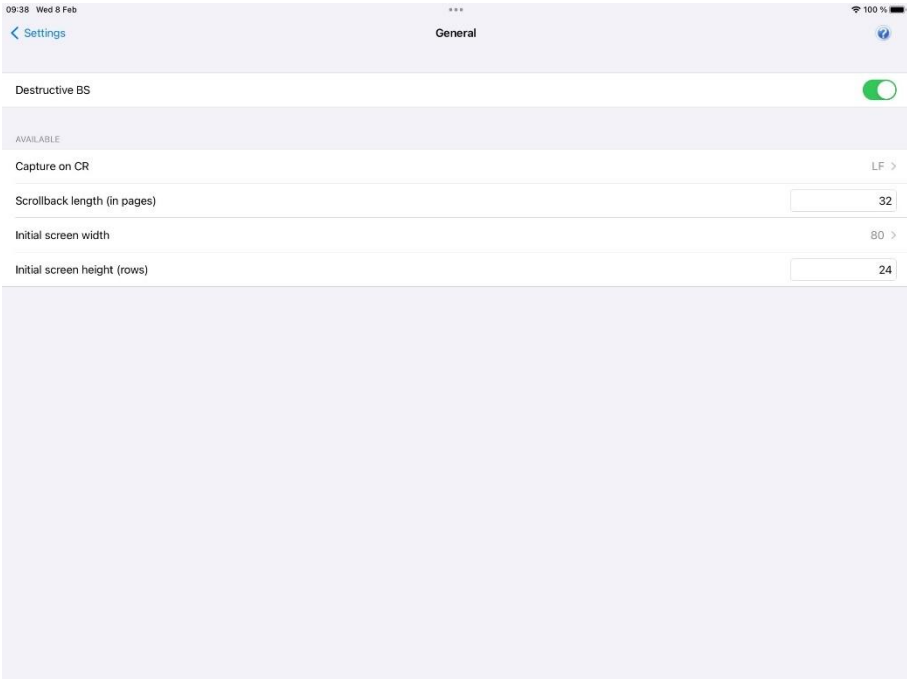 09:38 Wed 8 Feb 100 %
Settings General ?
Destructive BS
AVAILABLE
Capture on CR LF
Scrollback length (in pages) 32
Initial screen width 80
Initial screen height (rows) 24